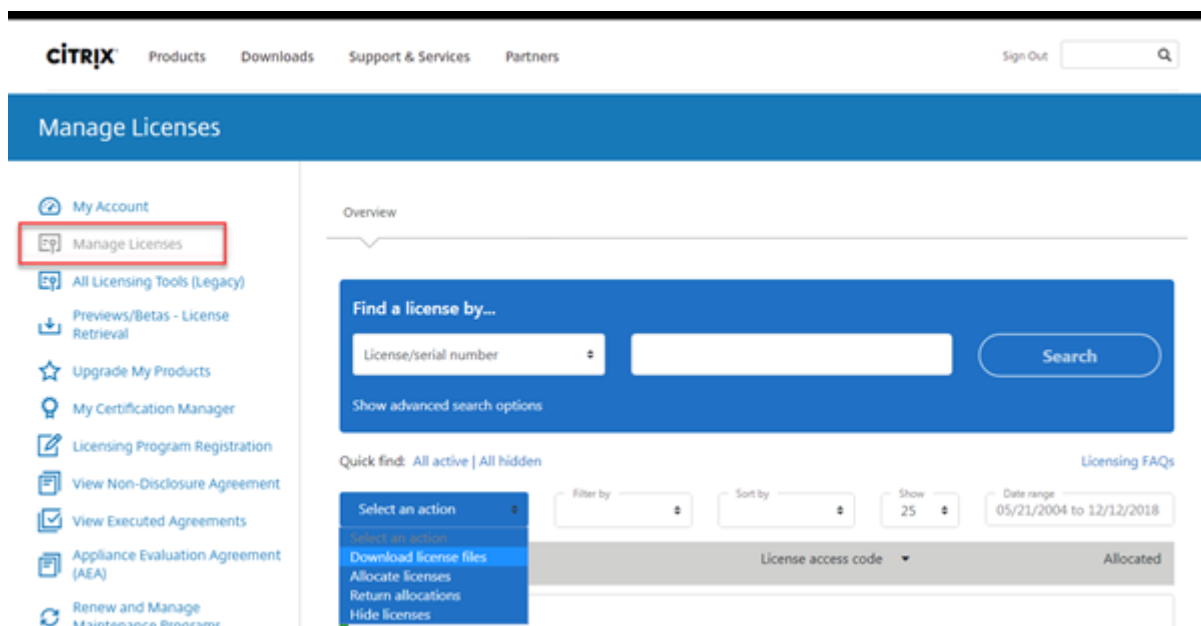 CİTRİX Products Downloads Support & Services Partners Sign Out
Manage Licenses
My Account
Manage Licenses
All Licensing Tools (Legacy)
Previews/Betas - License
Retrieval
Upgrade My Products
My Certification Manager
Licensing Program Registration
View Non-Disclosure Agreement
View Executed Agreements
Appliance Evaluation Agreement
(AEA)
Renew and Manage
Maintenance Programs
Overview
Find a license by...
License/serial number Search
Show advanced search options
Quick find: All active | All hidden Licensing FAQs
Filter by Sort by Show Date range
Select an action 25 05/21/2004 to 12/12/2018
Select an action
Download license files
Allocate licenses
Return allocations
Hide licenses
License access code Allocated